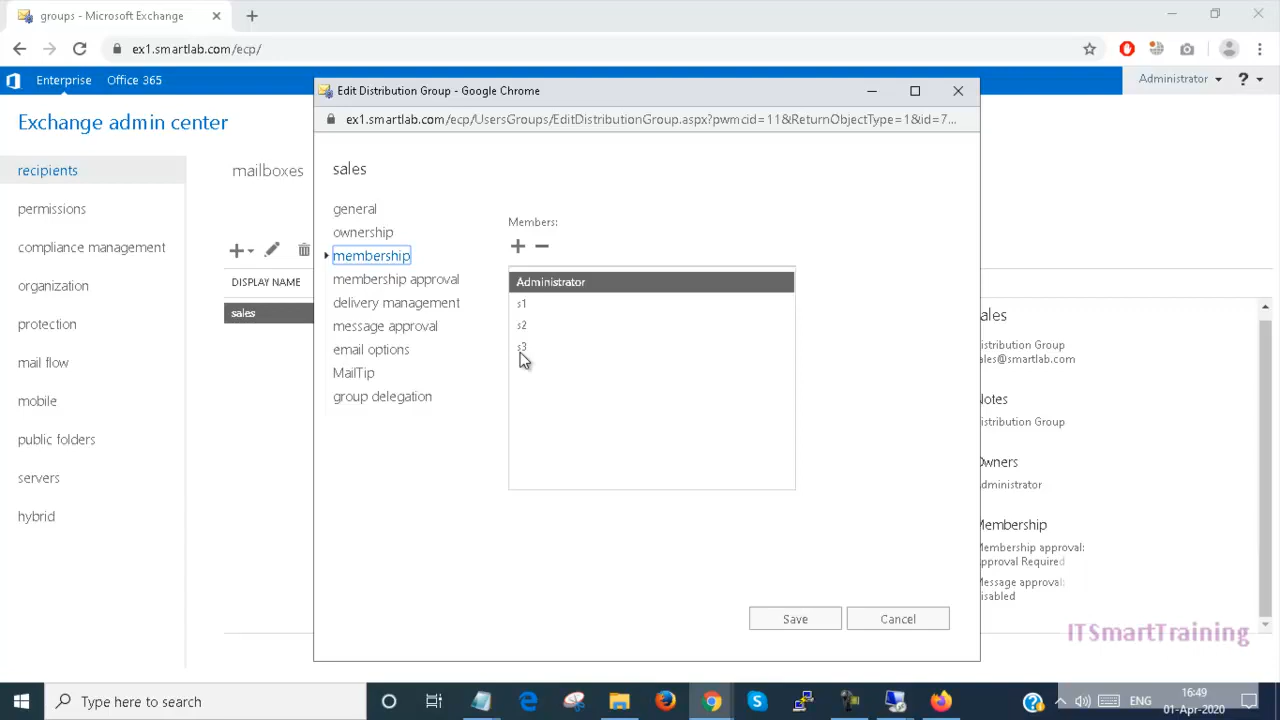 groups - Microsoft Exchange
ex1.smartlab.com/ecp/
Enterprise Office 365
Administrator ?
Exchange admin center
recipients
permissions
compliance management
organization
protection
mail flow
mobile
public folders
servers
hybrid
mailboxes
DISPLAY NAME
sales
Edit Distribution Group - Google Chrome
ex1.smartlab.com/ecp/UsersGroups/EditDistributionGroup.aspx?pwmcid=11&ReturnObjectType=1&id=7...
sales
general
ownership
membership
membership approval
delivery management
message approval
email options
MailTip
group delegation
Members:
Administrator
s1
s2
s3
Save Cancel
ales
istribution Group
ales@smartlab.com
Notes
istribution Group
Owners
Administrator
Membership
Membership approval:
Approval Required
Message approval:
isabled
ITSmartTraining
Type here to search
ENG
16:49
01-Apr-2020